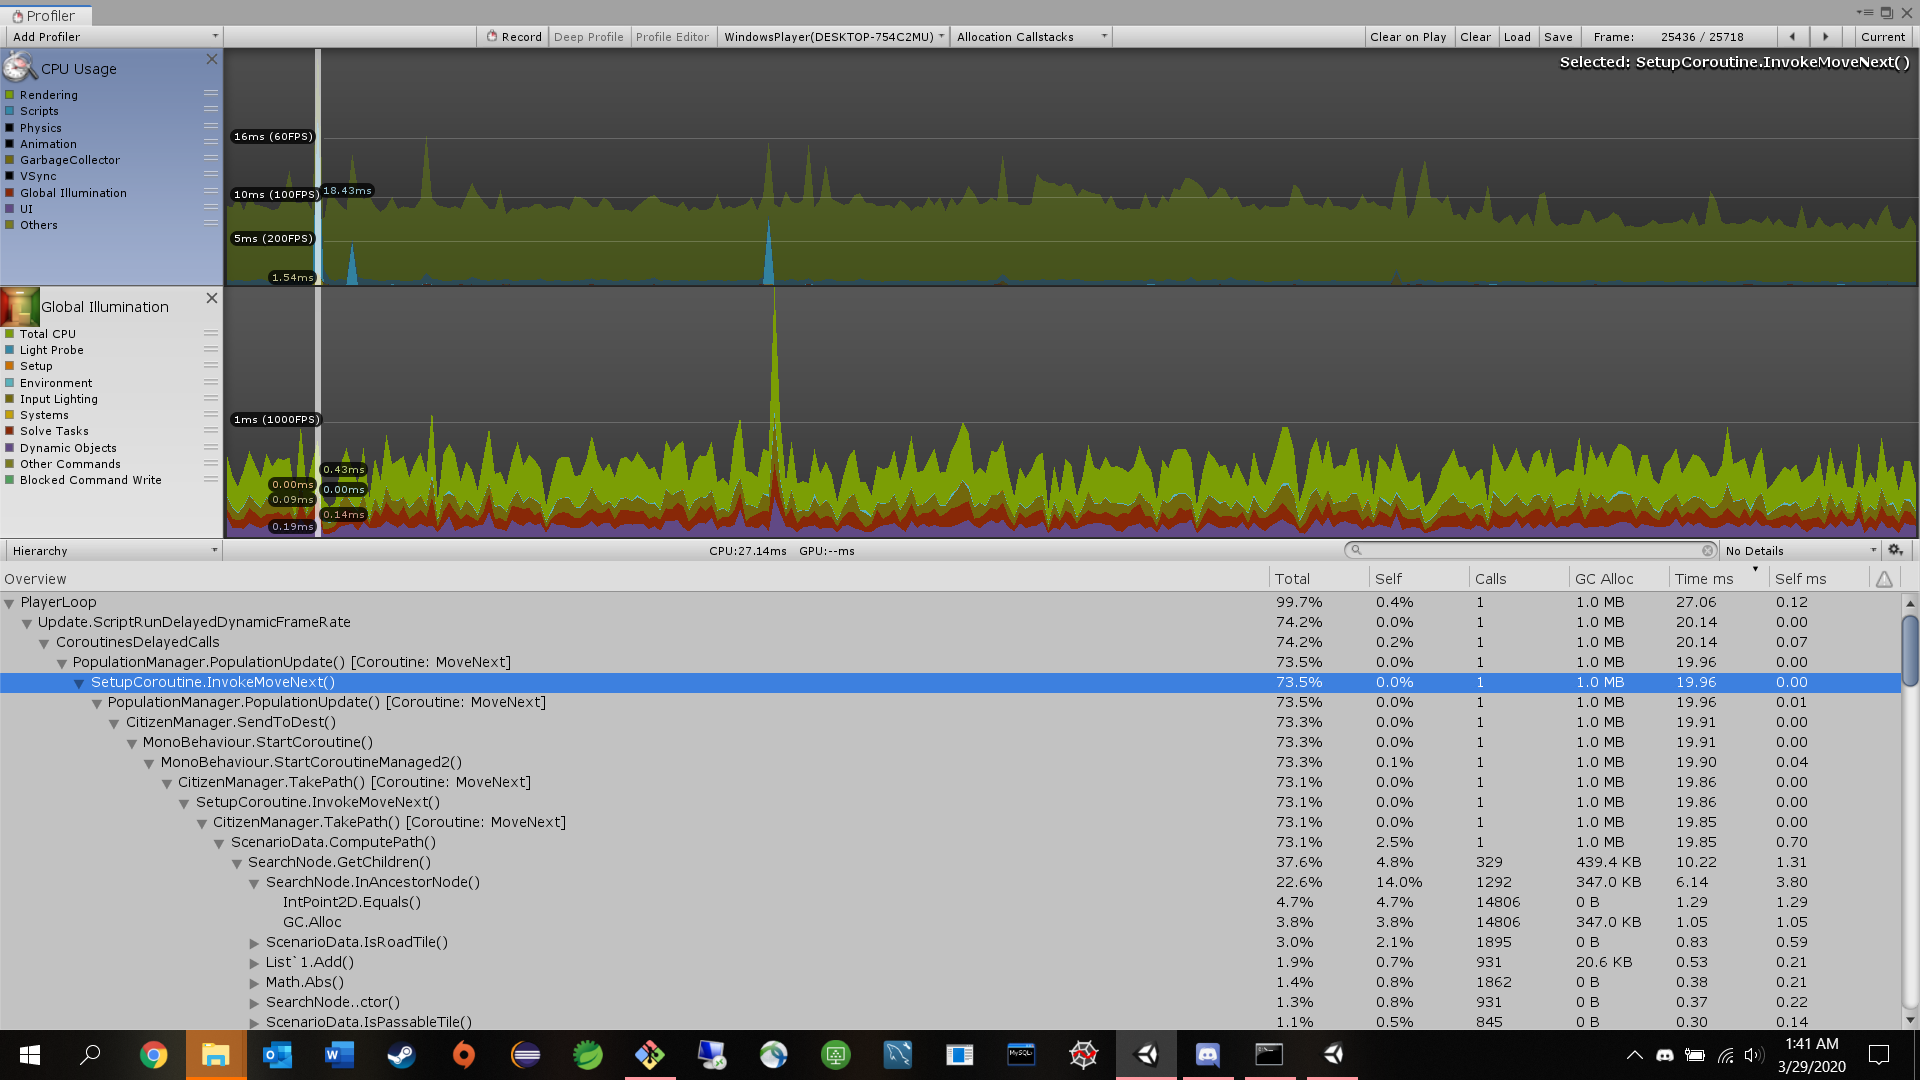 Profiler
Add Profiler Record Deep Profile Profile Editor WindowsPlayer(DESKTOP-754C2MU) Allocation Callstacks Clear on Play Clear Load Save Frame: 25436 / 25718 Current
CPU Usage
Rendering
Scripts
Physics
Animation
GarbageCollector
VSync
Global Illumination
UI
Others
Selected: SetupCoroutine.InvokeMoveNext()
16ms (60FPS)
10ms (100FPS) 18.43ms
5ms (200FPS)
1.54ms
Global Illumination
Total CPU
Light Probe
Setup
Environment
Input Lighting
Systems
Solve Tasks
Dynamic Objects
Other Commands
Blocked Command Write
1ms (1000FPS)
0.43ms
0.00ms 0.00ms
0.09ms
0.14ms
0.19ms
Hierarchy CPU:27.14ms GPU:--ms No Details
Overview Total Self Calls GC Alloc Time ms Self ms
PlayerLoop 99.7% 0.4% 1 1.0 MB 27.06 0.12
Update.ScriptRunDelayedDynamicFrameRate 74.2% 0.0% 1 1.0 MB 20.14 0.00
CoroutinesDelayedCalls 74.2% 0.2% 1 1.0 MB 20.14 0.07
PopulationManager.PopulationUpdate() [Coroutine: MoveNext] 73.5% 0.0% 1 1.0 MB 19.96 0.00
SetupCoroutine.InvokeMoveNext() 73.5% 0.0% 1 1.0 MB 19.96 0.00
PopulationManager.PopulationUpdate() [Coroutine: MoveNext] 73.5% 0.0% 1 1.0 MB 19.96 0.01
CitizenManager.SendToDest() 73.3% 0.0% 1 1.0 MB 19.91 0.00
MonoBehaviour.StartCoroutine() 73.3% 0.0% 1 1.0 MB 19.91 0.00
MonoBehaviour.StartCoroutineManaged2() 73.3% 0.1% 1 1.0 MB 19.90 0.04
CitizenManager.TakePath() [Coroutine: MoveNext] 73.1% 0.0% 1 1.0 MB 19.86 0.00
SetupCoroutine.InvokeMoveNext() 73.1% 0.0% 1 1.0 MB 19.86 0.00
CitizenManager.TakePath() [Coroutine: MoveNext] 73.1% 0.0% 1 1.0 MB 19.85 0.00
ScenarioData.ComputePath() 73.1% 2.5% 1 1.0 MB 19.85 0.70
SearchNode.GetChildren() 37.6% 4.8% 329 439.4 KB 10.22 1.31
SearchNode.InAncestorNode() 22.6% 14.0% 1292 347.0 KB 6.14 3.80
IntPoint2D.Equals() 4.7% 4.7% 14806 0 B 1.29 1.29
GC.Alloc 3.8% 3.8% 14806 347.0 KB 1.05 1.05
ScenarioData.IsRoadTile() 3.0% 2.1% 1895 0 B 0.83 0.59
List`1.Add() 1.9% 0.7% 931 20.6 KB 0.53 0.21
Math.Abs() 1.4% 0.8% 1862 0 B 0.38 0.21
SearchNode..ctor() 1.3% 0.8% 931 0 B 0.37 0.22
ScenarioData.IsPassableTile() 1.1% 0.5% 845 0 B 0.30 0.14
MySQL
1:41 AM
3/29/2020